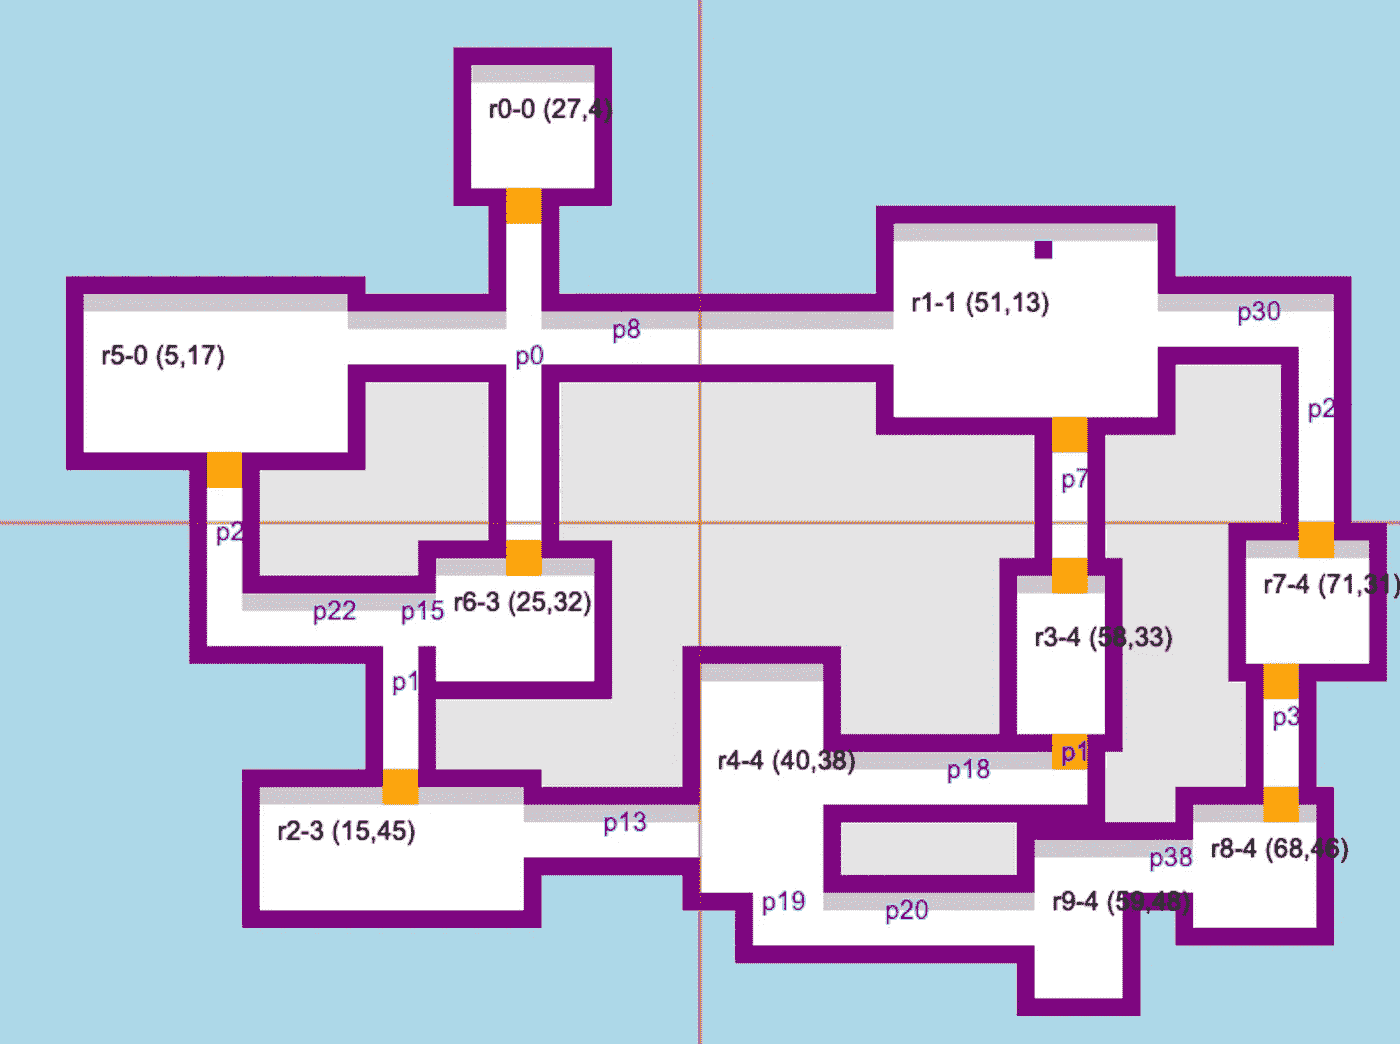 r0-0 (27,4)
r1-1 (51,13)
p30
p8
p0
r5-0 (5,17)
p2
p7
p2
r7-4 (71,31)
r6-3 (25,32)
p22
p15
r3-4 (58,33)
p1
p3
r4-4 (40,38)
p18
p1
r2-3 (15,45)
p13
r8-4 (68,46)
p38
r9-4 (59,48)
p19
p20